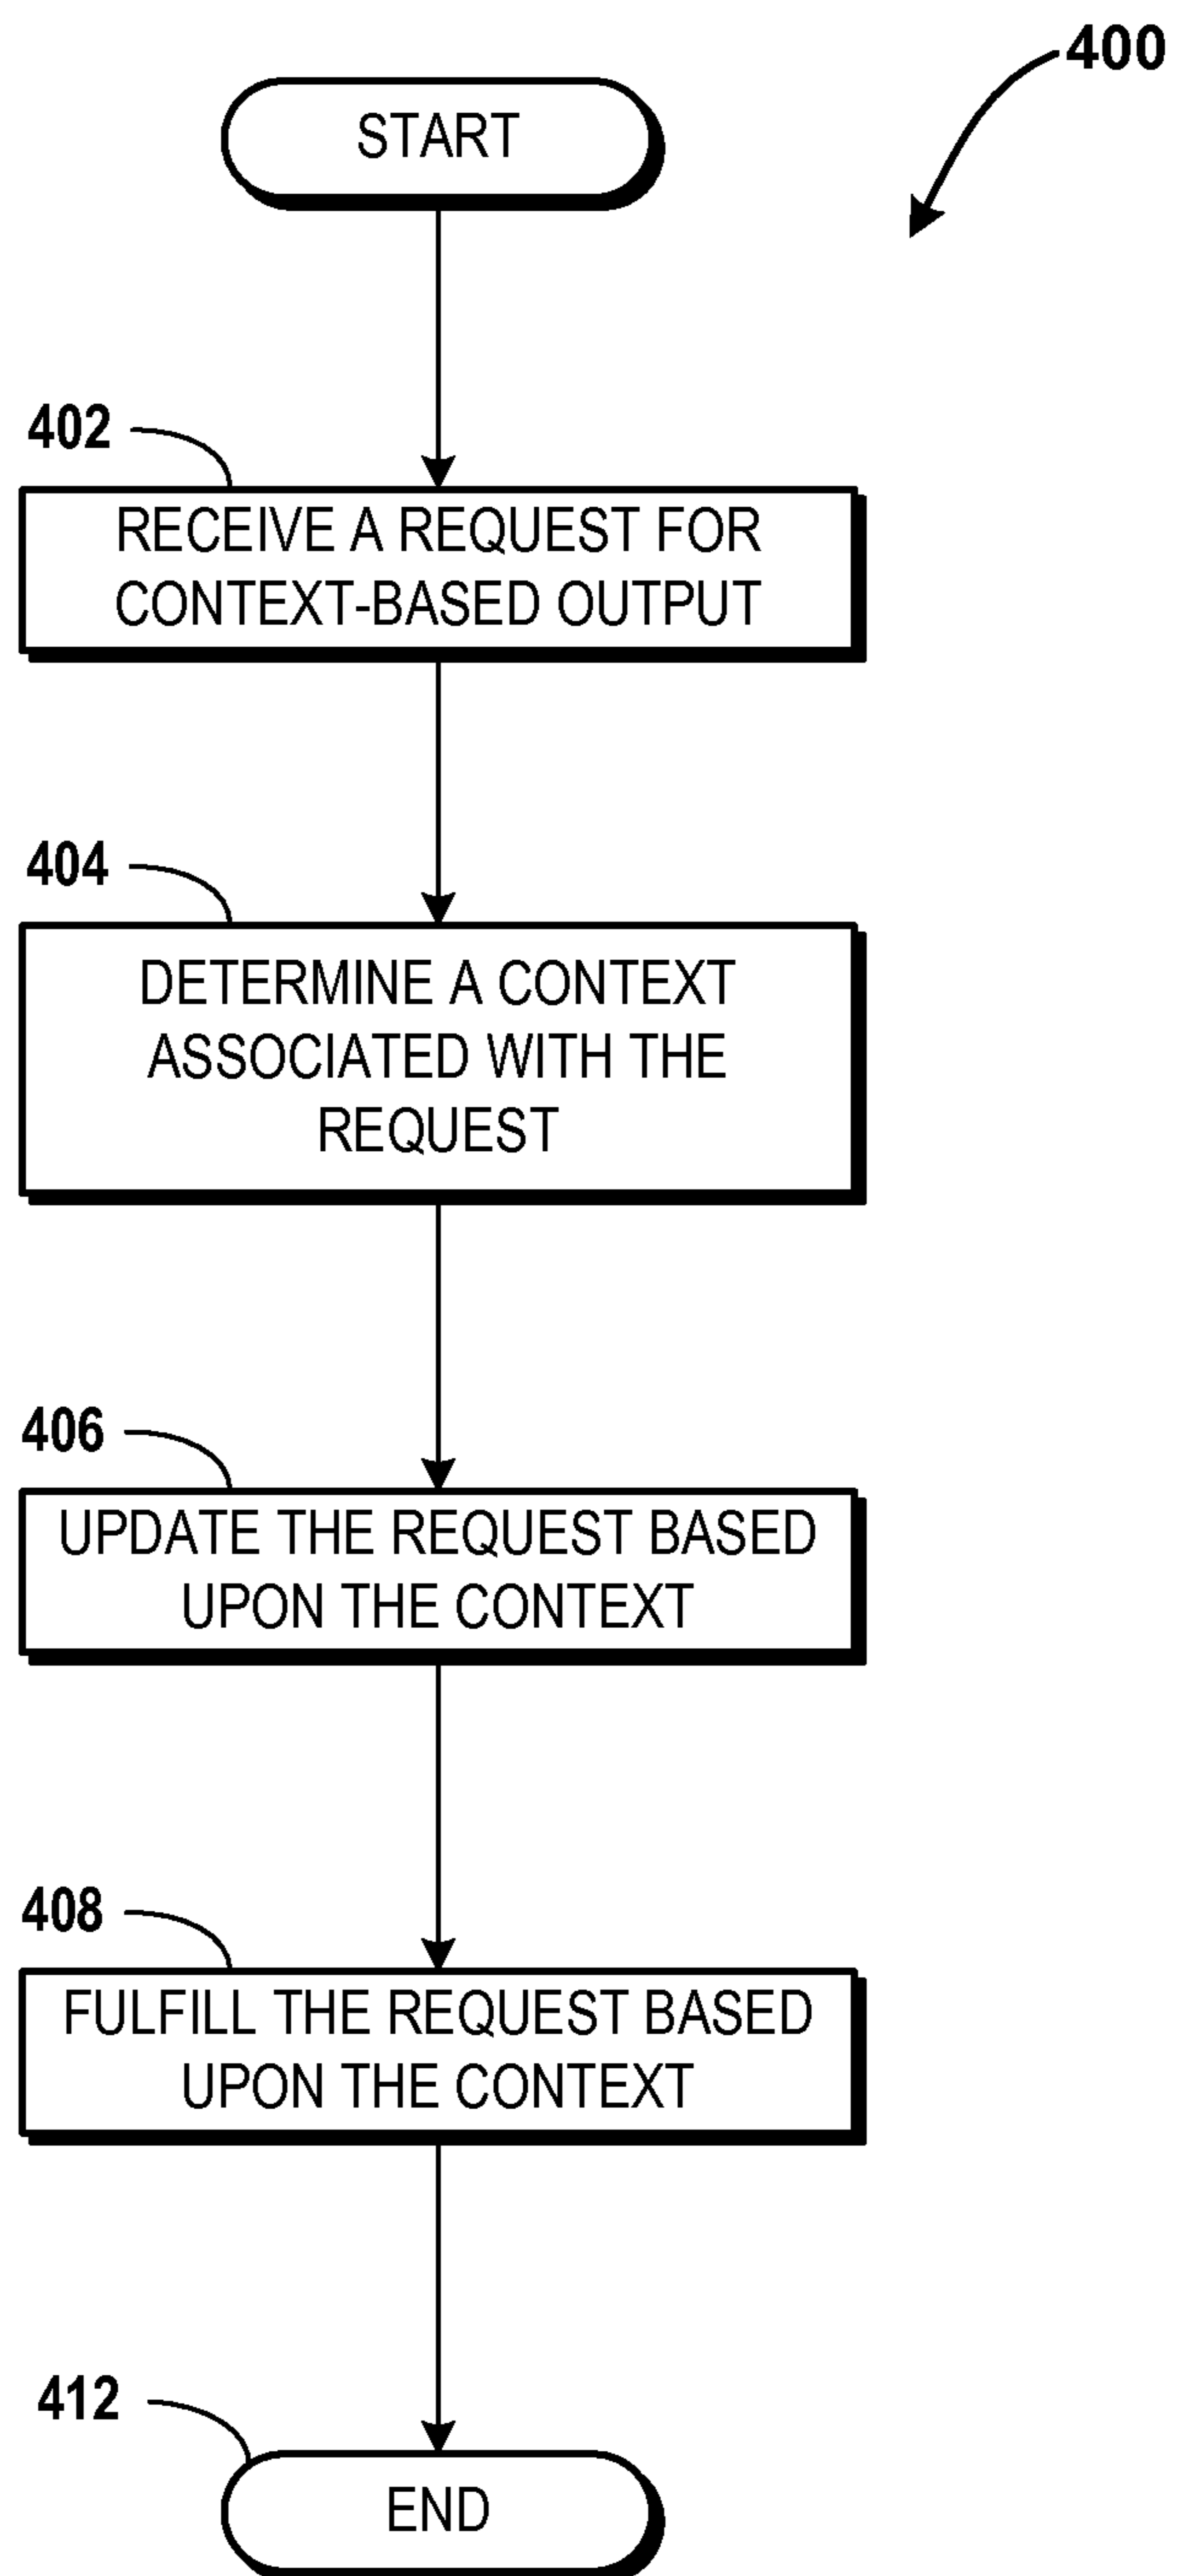 400
START
402
RECEIVE A REQUEST FOR
CONTEXT-BASED OUTPUT
404
DETERMINE A CONTEXT
ASSOCIATED WITH THE
REQUEST
406
UPDATE THE REQUEST BASED
UPON THE CONTEXT
408
FULFILL THE REQUEST BASED
UPON THE CONTEXT
412
END